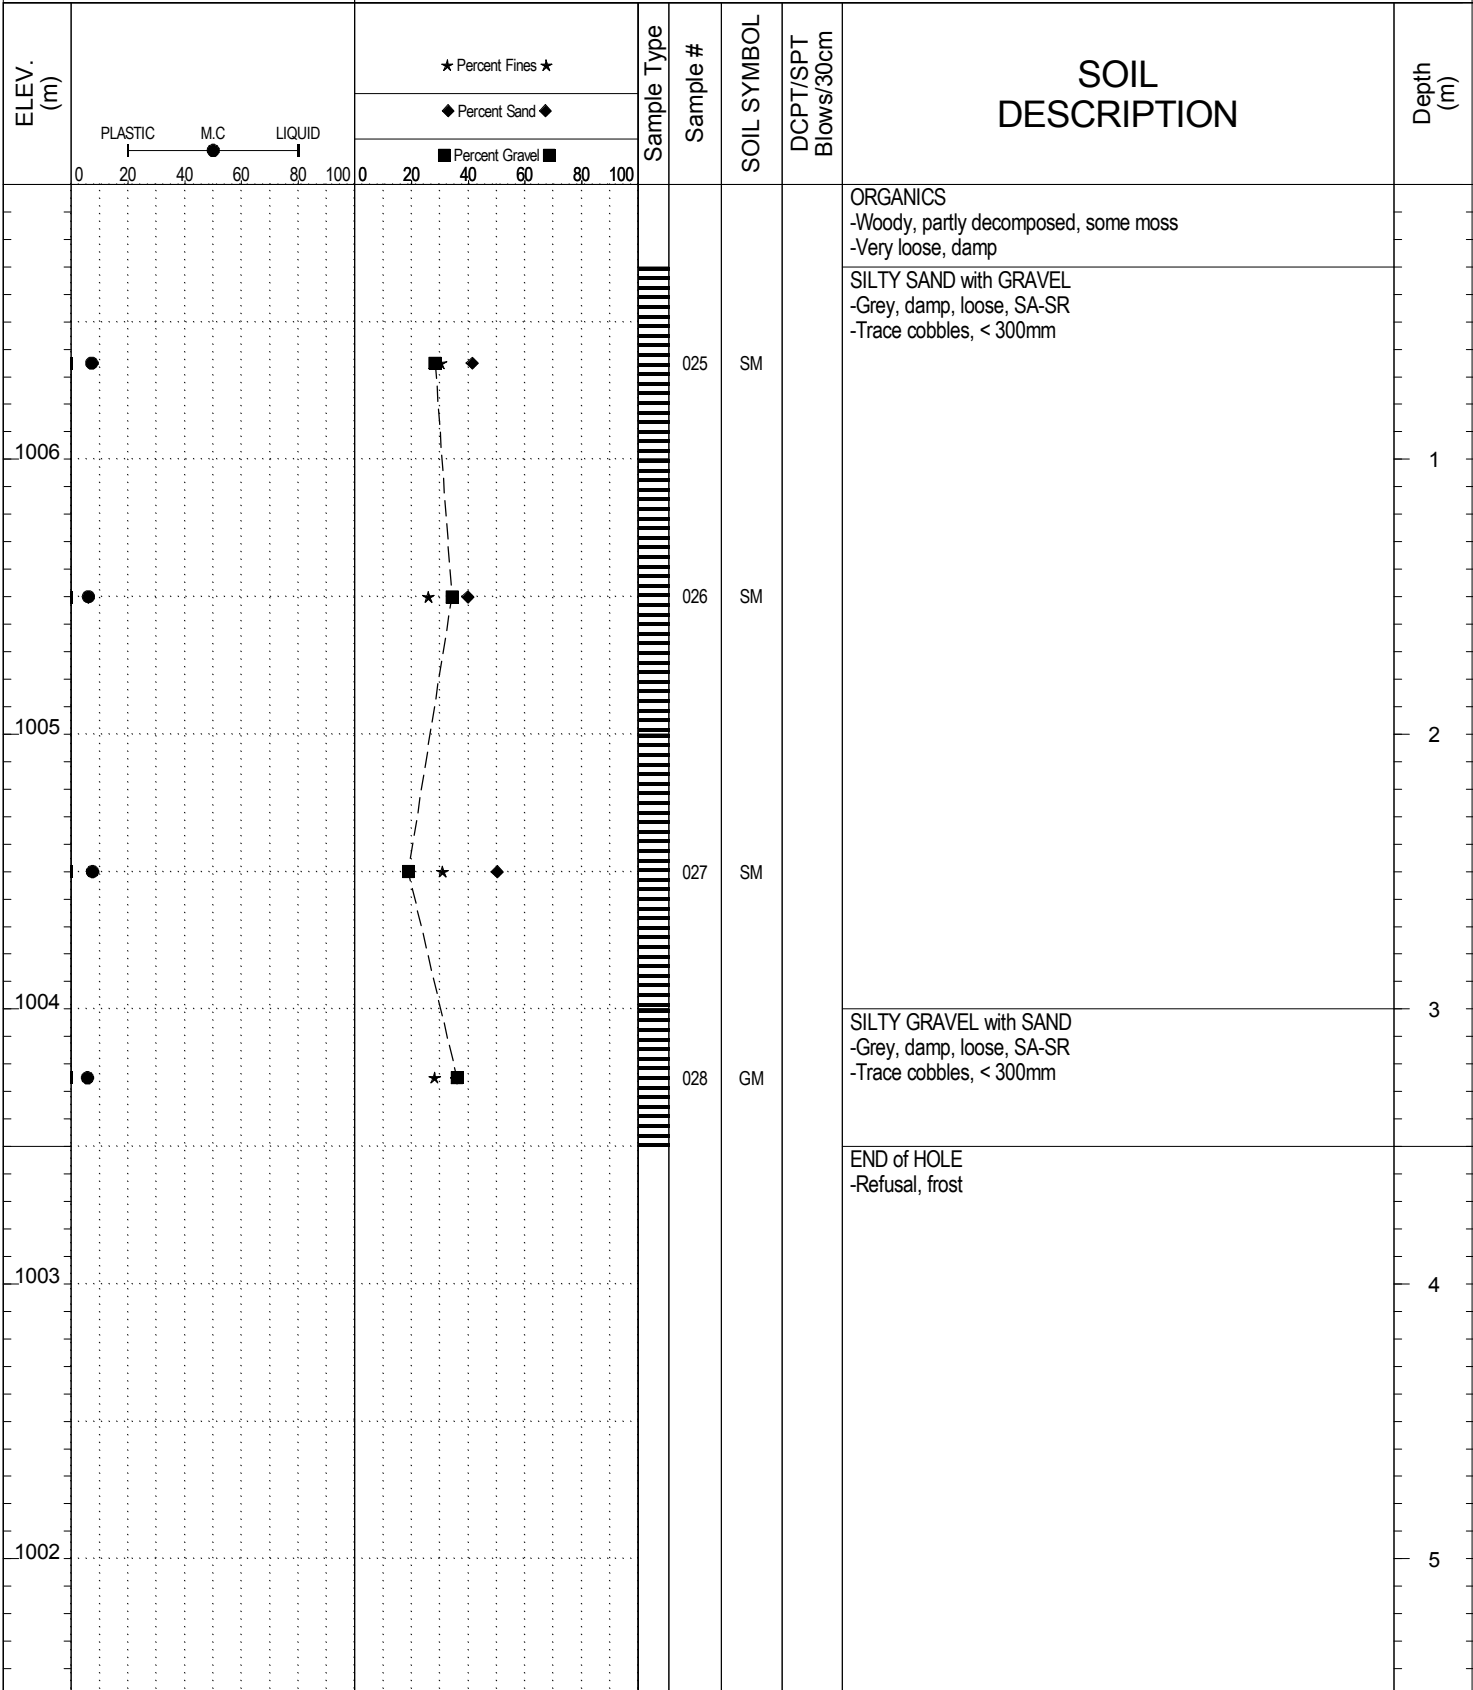 ELEV.
(m)
PLASTIC M.C LIQUID
0 20 40 60 80 100
★ Percent Fines ★
◆ Percent Sand ◆
■ Percent Gravel ■
0 20 40 60 80 100
Sample Type
Sample #
SOIL SYMBOL
DCPT/SPT
Blows/30cm
SOIL
DESCRIPTION
Depth
(m)
ORGANICS
-Woody, partly decomposed, some moss
-Very loose, damp
SILTY SAND with GRAVEL
-Grey, damp, loose, SA-SR
-Trace cobbles, < 300mm
025 SM
1006 1
026 SM
1005 2
027 SM
1004 3
SILTY GRAVEL with SAND
-Grey, damp, loose, SA-SR
-Trace cobbles, < 300mm
028 GM
END of HOLE
-Refusal, frost
1003 4
1002 5